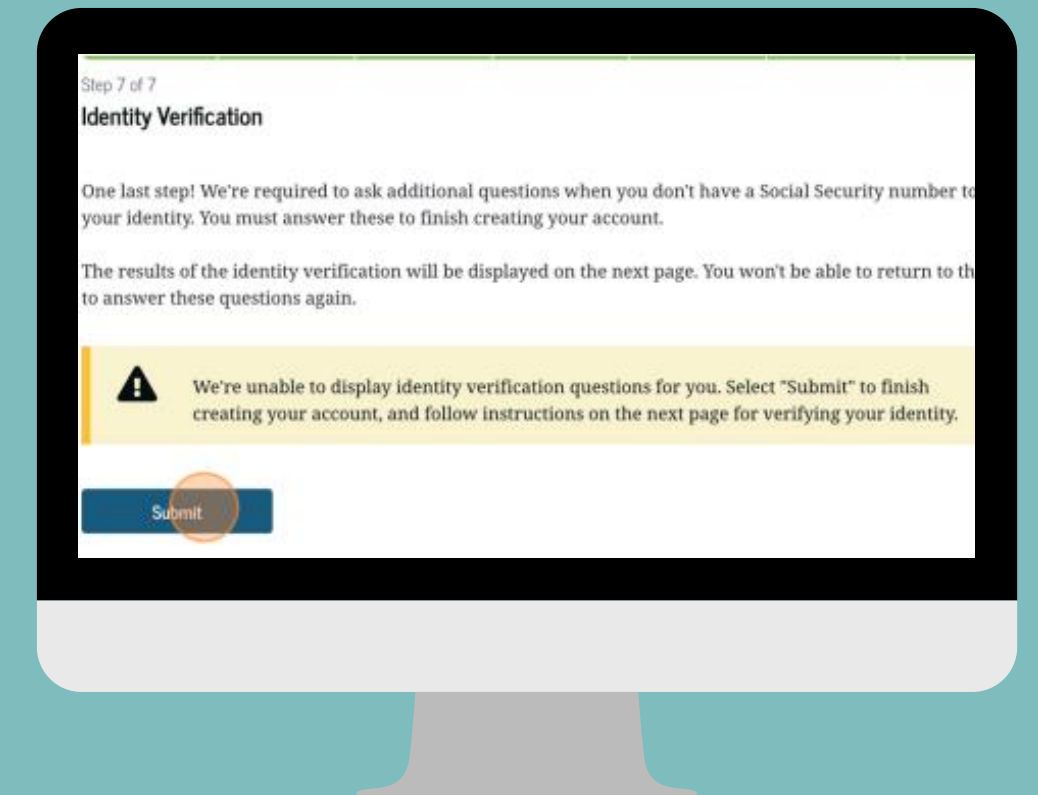 Step 7 of 7
Identity Verification
One last step! We're required to ask additional questions when you don't have a Social Security number to
your identity. You must answer these to finish creating your account.
The results of the identity verification will be displayed on the next page. You won't be able to return to th
to answer these questions again.
We're unable to display identity verification questions for you. Select "Submit" to finish
creating your account, and follow instructions on the next page for verifying your identity.
Submit